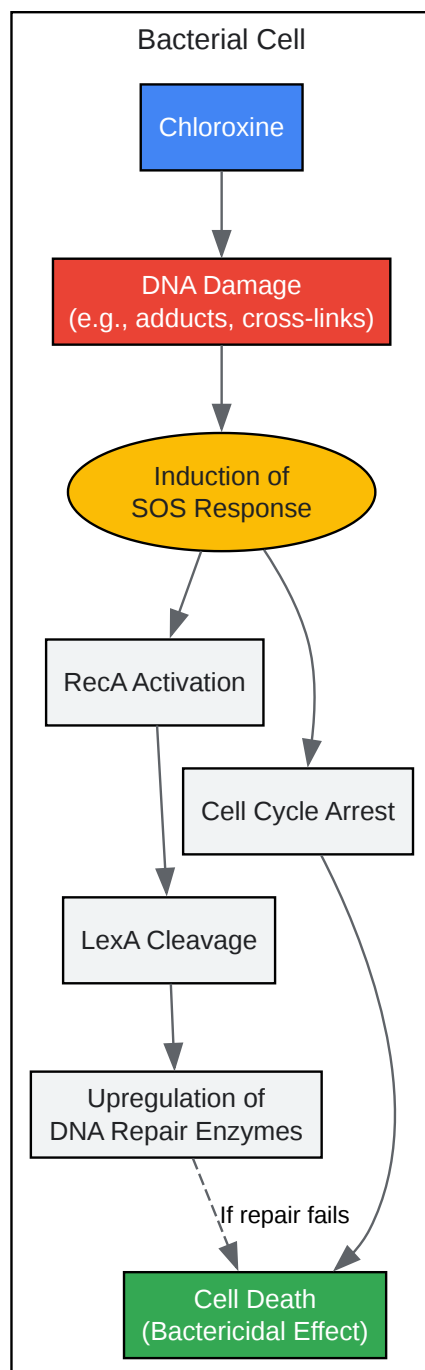 Bacterial Cell
Chloroxine
DNA Damage
(e.g., adducts, cross-links)
Induction of
SOS Response
RecA Activation
Cell Cycle Arrest
LexA Cleavage
Upregulation of
DNA Repair Enzymes
If repair fails
Cell Death
(Bactericidal Effect)